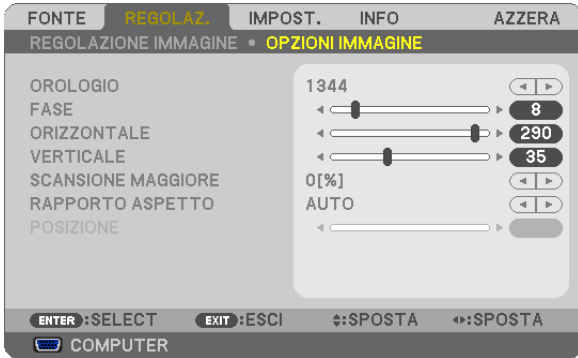 FONTE REGOLAZ. IMPOST. INFO AZZERA
REGOLAZIONE IMMAGINE • OPZIONI IMMAGINE
OROLOGIO 1344
FASE 8
ORIZZONTALE 290
VERTICALE 35
SCANSIONE MAGGIORE 0[%]
RAPPORTO ASPETTO AUTO
POSIZIONE
ENTER :SELECT EXIT :ESCI :SPOSTA :SPOSTA
COMPUTER